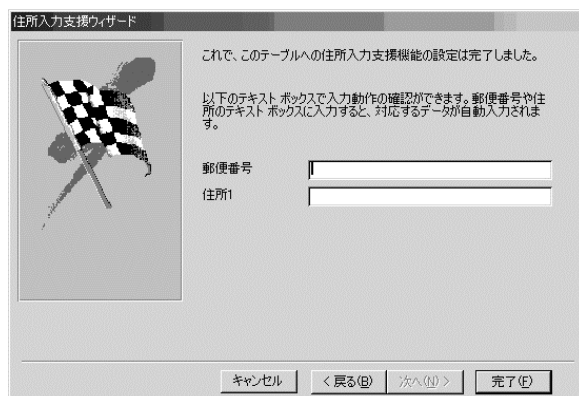 住所入力支援ウィザード
これで、このテーブルへの住所入力支援機能の設定は完了しました。
以下のテキスト ボックスで入力動作の確認ができます。郵便番号や住
所のテキスト ボックスに入力すると、対応するデータが自動入力されま
す。
郵便番号
住所1
キャンセル
< 戻る(B)
次へ(N) >
完了(F)